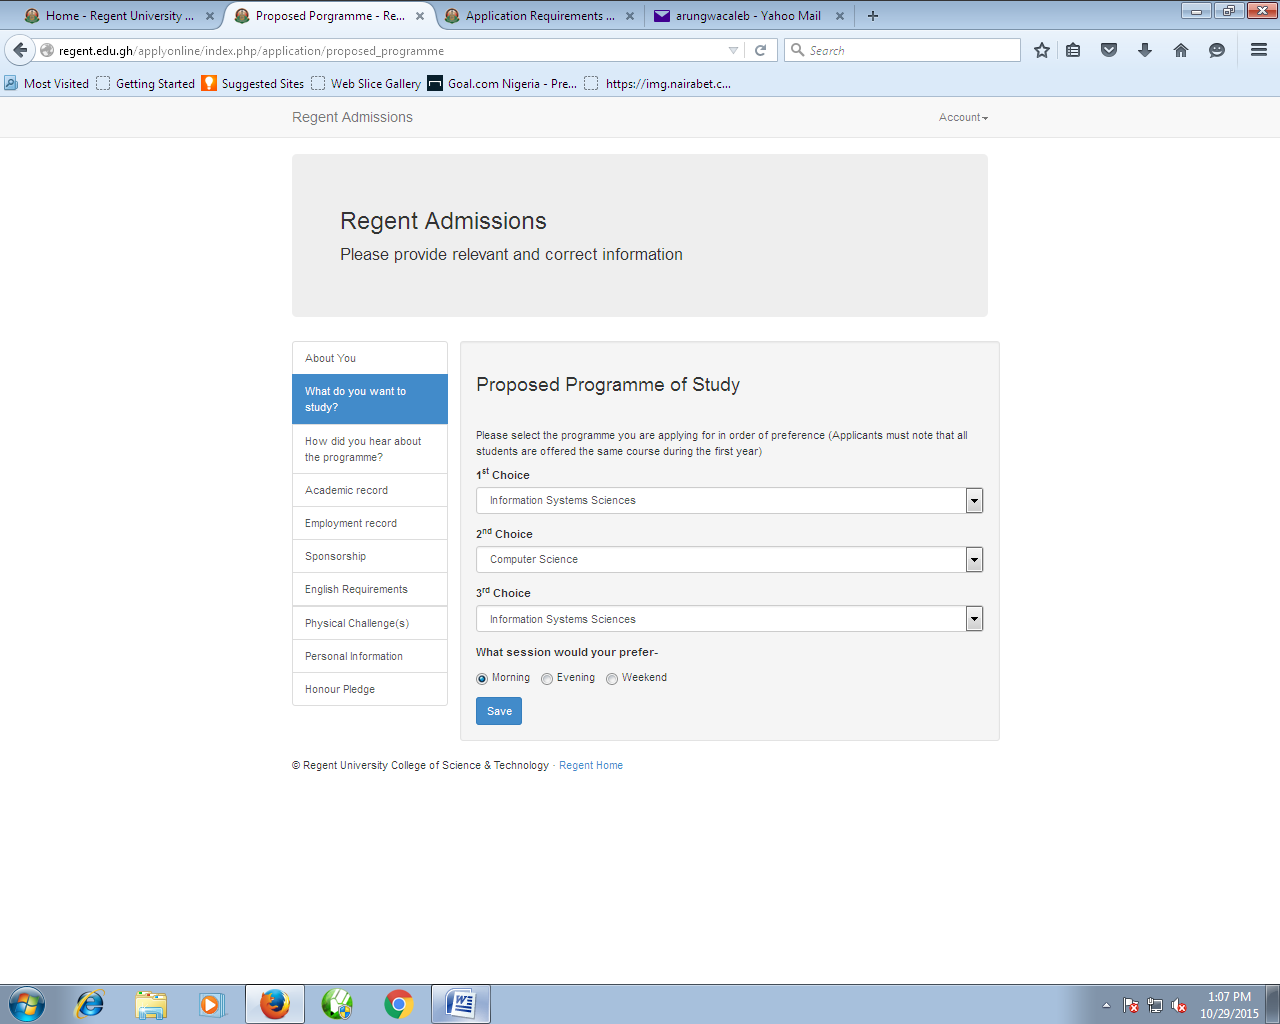 Home - Regent University ...
Proposed Porgramme - Re...
Application Requirements ...
arungwacaleb - Yahoo Mail
regent.edu.gh/applyonline/index.php/application/proposed_programme
Search
Most Visited
Getting Started
Suggested Sites
Web Slice Gallery
Goal.com Nigeria - Pre...
https://img.nairabet.c...
Regent Admissions
Account
Regent Admissions
Please provide relevant and correct information
About You
What do you want to
study?
How did you hear about
the programme?
Academic record
Employment record
Sponsorship
English Requirements
Physical Challenge(s)
Personal Information
Honour Pledge
Proposed Programme of Study
Please select the programme you are applying for in order of preference (Applicants must note that all
students are offered the same course during the first year)
1st Choice
Information Systems Sciences
2nd Choice
Computer Science
3rd Choice
Information Systems Sciences
What session would your prefer-
Morning Evening Weekend
Save
© Regent University College of Science & Technology · Regent Home
1:07 PM
10/29/2015